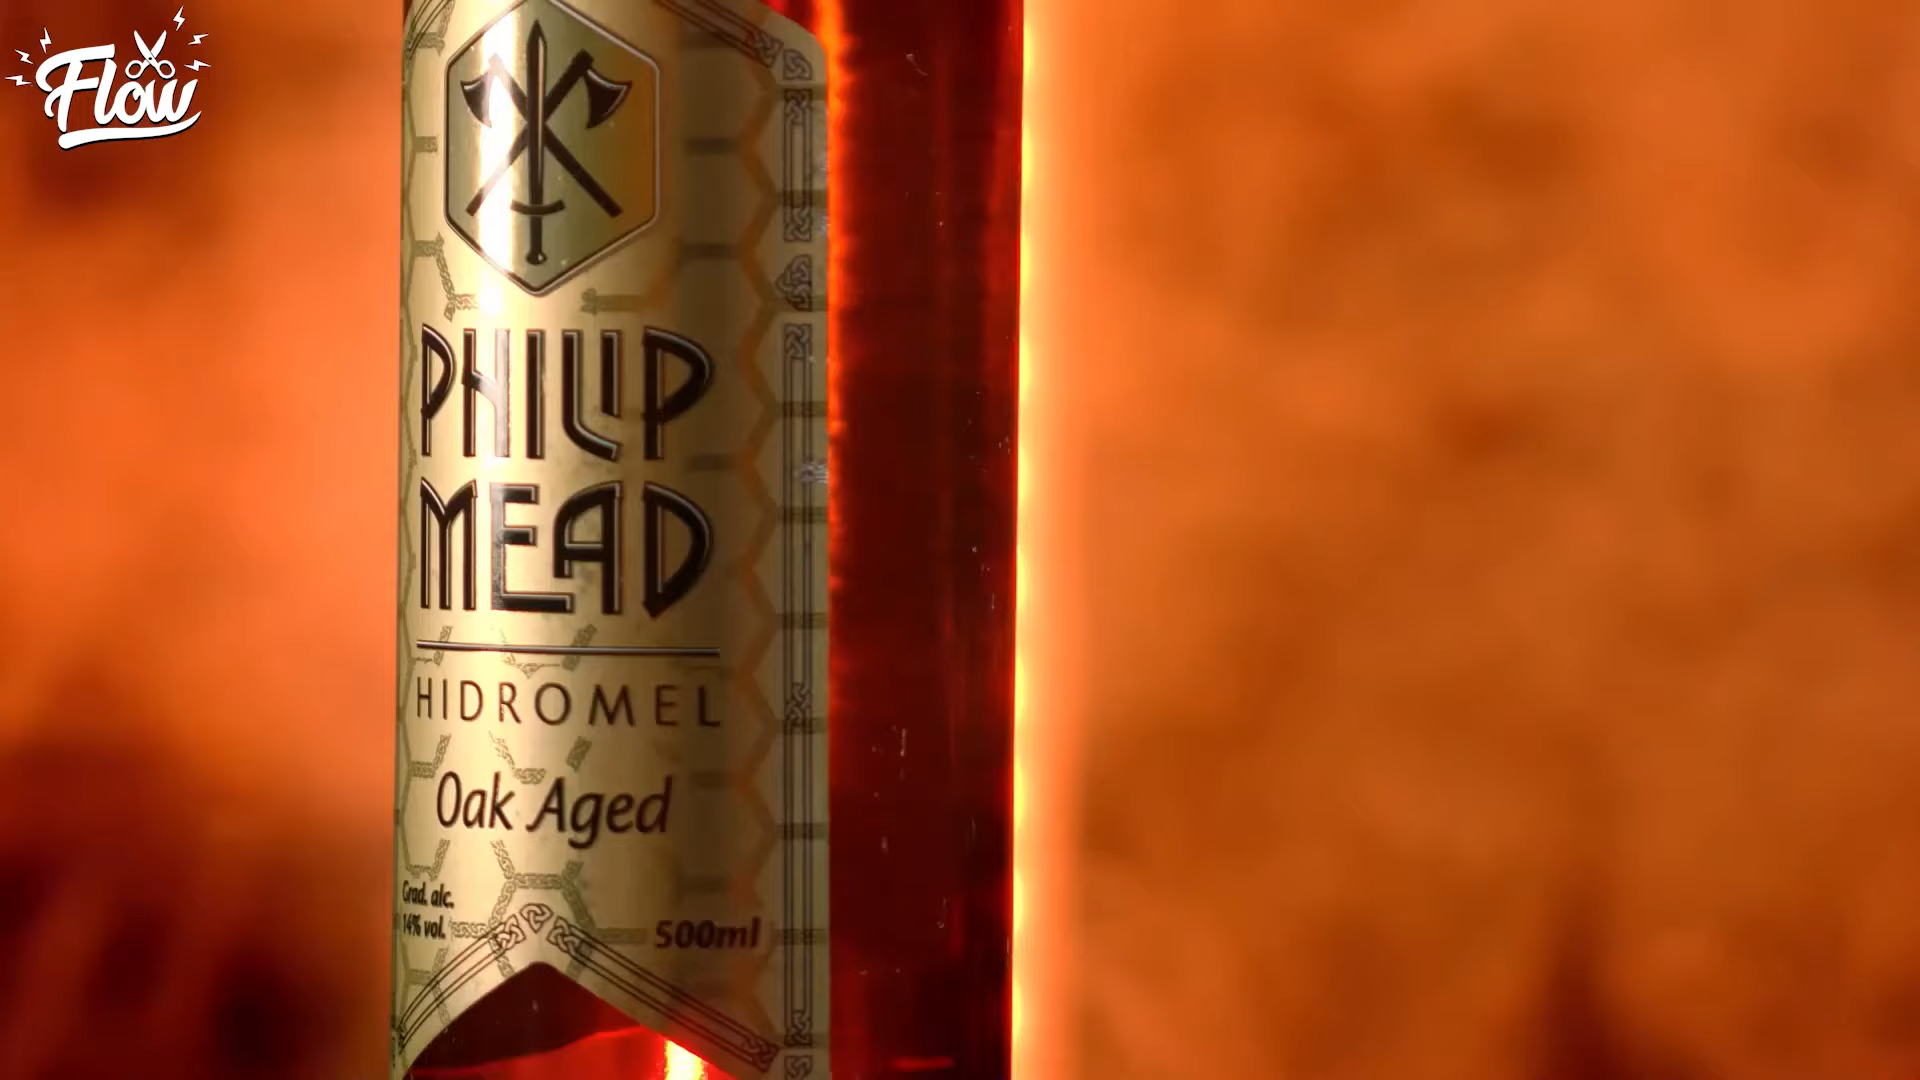 Flow
PHILIP
MEAD
HIDROMEL
Oak Aged
Grad. alc.
14% vol.
500ml